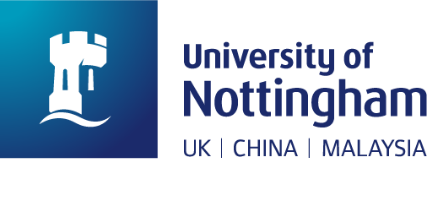 University of
Nottingham
UK | CHINA | MALAYSIA